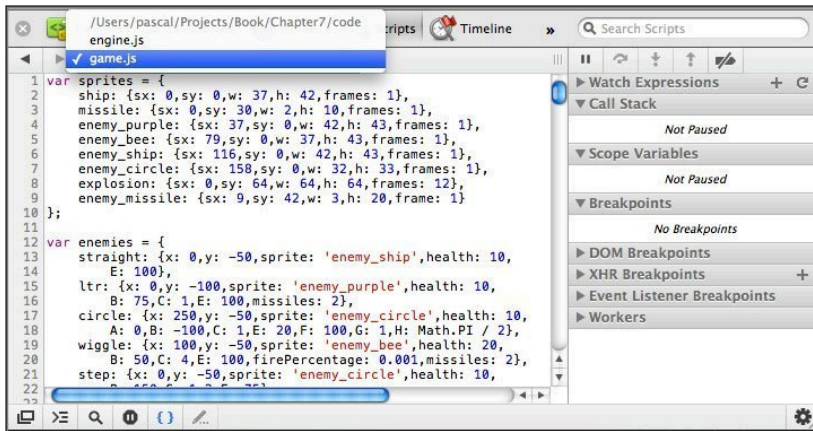 /Users/pascal/Projects/Book/Chapter7/code
engine.js
✓ game.js
cripts
Timeline
»
Search Scripts
1 var sprites = {
2 ship: {sx: 0,sy: 0,w: 37,h: 42,frames: 1},
3 missile: {sx: 0,sy: 30,w: 2,h: 10,frames: 1},
4 enemy_purple: {sx: 37,sy: 0,w: 42,h: 43,frames: 1},
5 enemy_bee: {sx: 79,sy: 0,w: 37,h: 43,frames: 1},
6 enemy_ship: {sx: 116,sy: 0,w: 42,h: 43,frames: 1},
7 enemy_circle: {sx: 158,sy: 0,w: 32,h: 33,frames: 1},
8 explosion: {sx: 0,sy: 64,w: 64,h: 64,frames: 12},
9 enemy_missile: {sx: 9,sy: 42,w: 3,h: 20,frame: 1}
10 };
11
12 var enemies = {
13 straight: {x: 0,y: -50,sprite: 'enemy_ship',health: 10,
14 E: 100},
15 ltr: {x: 0,y: -100,sprite: 'enemy_purple',health: 10,
16 B: 75,C: 1,E: 100,missiles: 2},
17 circle: {x: 250,y: -50,sprite: 'enemy_circle',health: 10,
18 A: 0,B: -100,C: 1,E: 20,F: 100,G: 1,H: Math.PI / 2},
19 wiggle: {x: 100,y: -50,sprite: 'enemy_bee',health: 20,
20 B: 50,C: 4,E: 100,firePercentage: 0.001,missiles: 2},
21 step: {x: 0,y: -50,sprite: 'enemy_circle',health: 10,
22
Watch Expressions
Call Stack
Not Paused
Scope Variables
Not Paused
Breakpoints
No Breakpoints
DOM Breakpoints
XHR Breakpoints
Event Listener Breakpoints
Workers